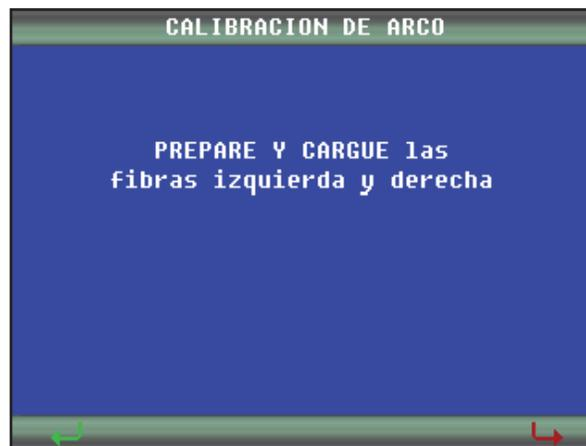 CALIBRACION DE ARCO
PREPARE Y CARGUE las
fibras izquierda y derecha